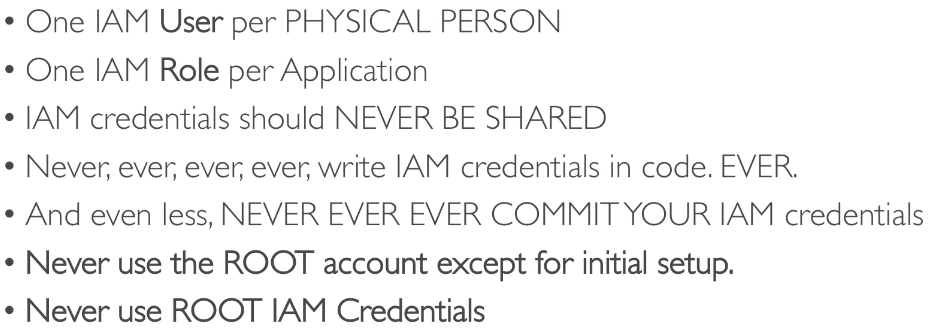 • One IAM User per PHYSICAL PERSON
• One IAM Role per Application
• IAM credentials should NEVER BE SHARED
• Never, ever, ever, ever, write IAM credentials in code. EVER.
• And even less, NEVER EVER EVER COMMIT YOUR IAM credentials
• Never use the ROOT account except for initial setup.
• Never use ROOT IAM Credentials